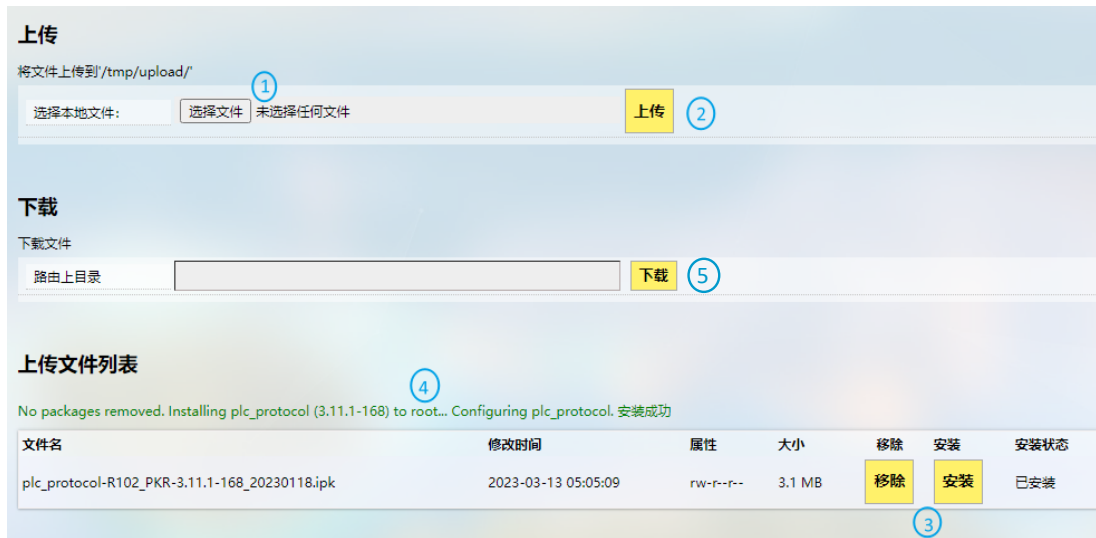 上传
将文件上传到'/tmp/upload/'
1
选择本地文件: 选择文件 未选择任何文件 上传 2
下载
下载文件
路由上目录 下载 5
上传文件列表
4
No packages removed. Installing plc_protocol (3.11.1-168) to root... Configuring plc_protocol. 安装成功
文件名 修改时间 属性 大小 移除 安装 安装状态
plc_protocol-R102_PKR-3.11.1-168_20230118.ipk 2023-03-13 05:05:09 rw-r--r-- 3.1 MB 移除 安装 已安装
3